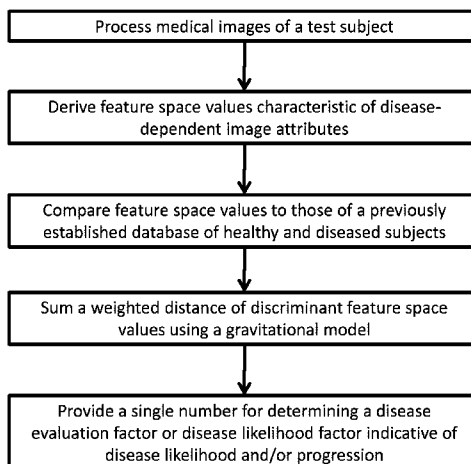 Process medical images of a test subject
Derive feature space values characteristic of disease-
dependent image attributes
Compare feature space values to those of a previously
established database of healthy and diseased subjects
Sum a weighted distance of discriminant feature space
values using a gravitational model
Provide a single number for determining a disease
evaluation factor or disease likelihood factor indicative of
disease likelihood and/or progression